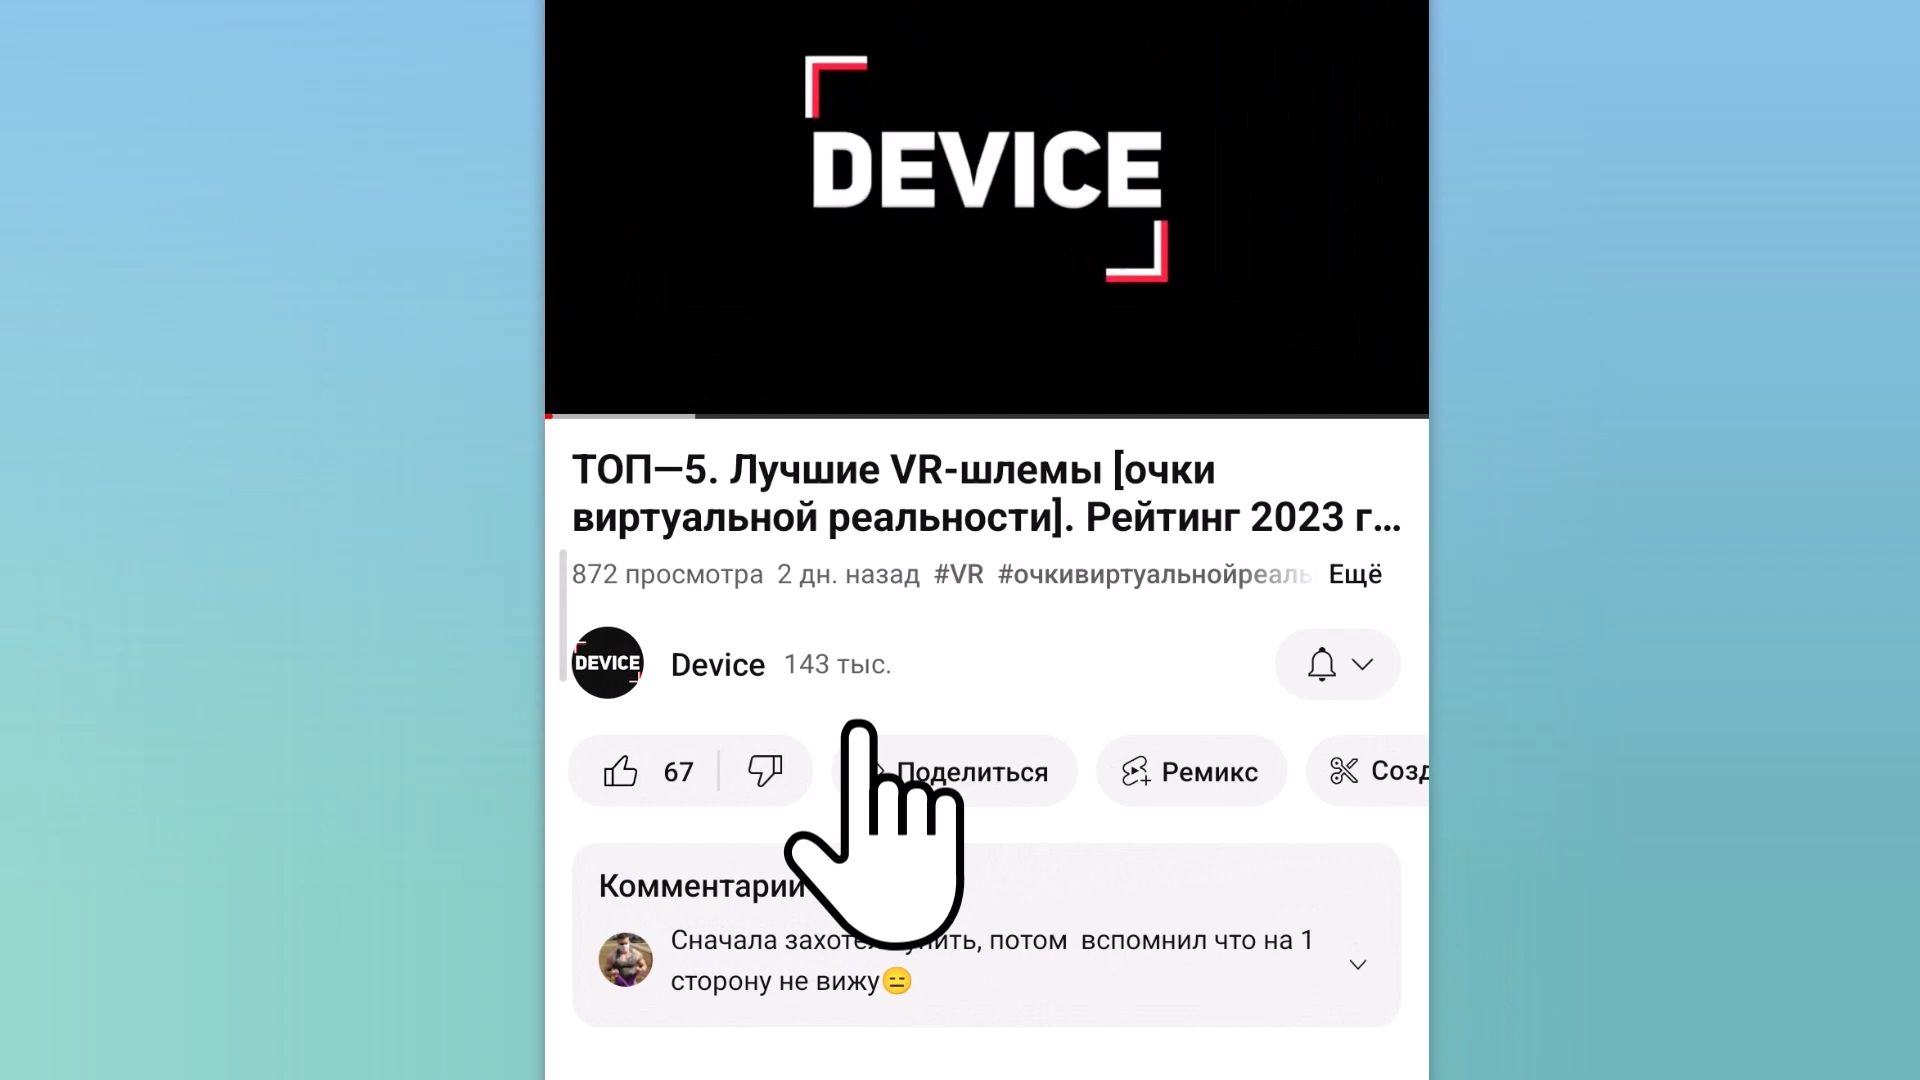 DEVICE
ТОП—5. Лучшие VR-шлемы [очки
виртуальной реальности]. Рейтинг 2023 г...
872 просмотра 2 дн. назад #VR #очкивиртуальнойреаль Ещё
DEVICE
Device 143 тыс.
67
Поделиться
Ремикс
Созд
Комментарии
Сначала захоте ить, потом вспомнил что на 1
сторону не вижу😑